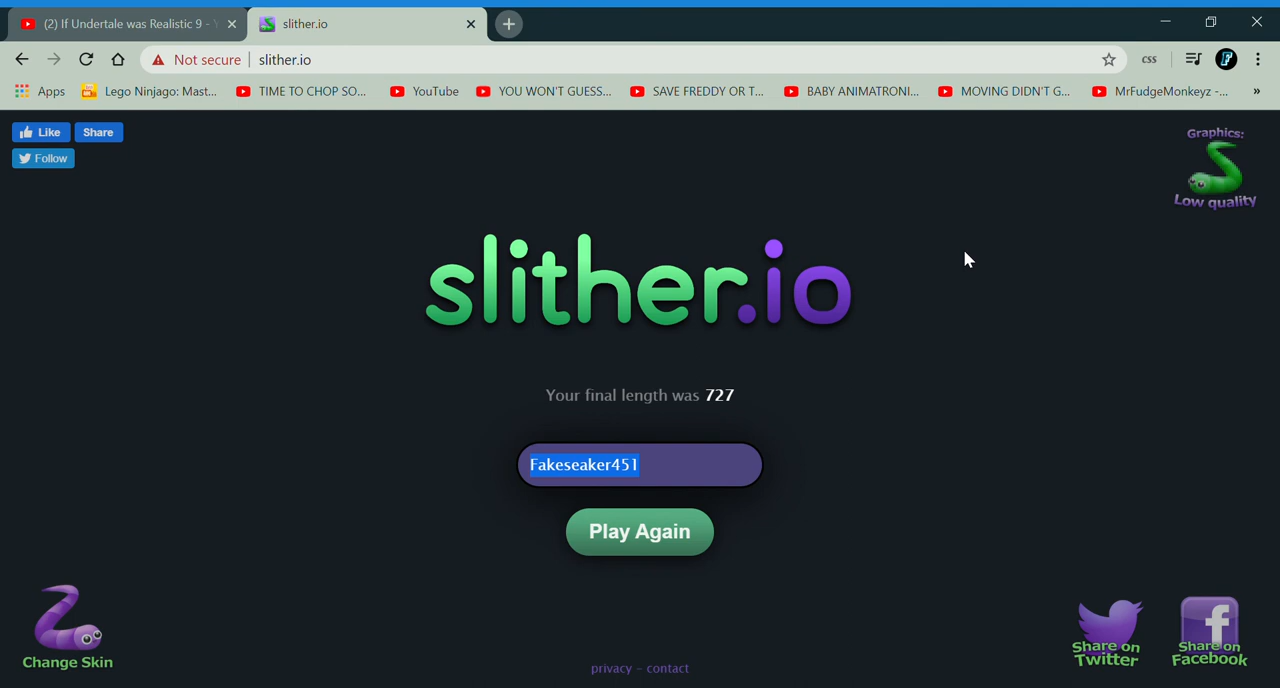 (2) If Undertale was Realistic 9 - Y
slither.io
Not secure
slither.io
css
Apps
Lego Ninjago: Mast...
TIME TO CHOP SO...
YouTube
YOU WON'T GUESS...
SAVE FREDDY OR T...
BABY ANIMATRONI...
MOVING DIDN'T G...
MrFudgeMonkeyz -...
»
Like
Share
Follow
Graphics:
Low quality
slither.io
Your final length was 727
Fakeseaker451
Play Again
Change Skin
privacy - contact
Share on
Twitter
Share on
Facebook